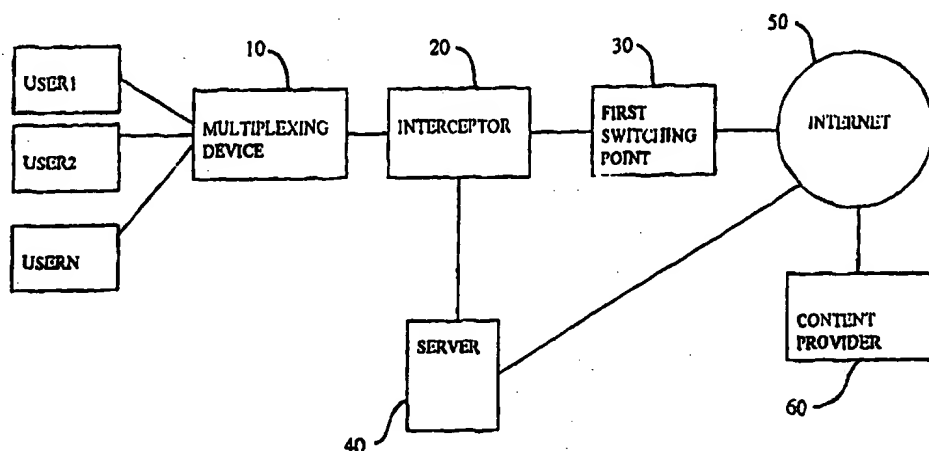 10
20
30
50
USER1
USER2
USERN
MULTIPLEXING
DEVICE
INTERCEPTOR
FIRST
SWITCHING
POINT
INTERNET
SERVER
40
CONTENT
PROVIDER
60